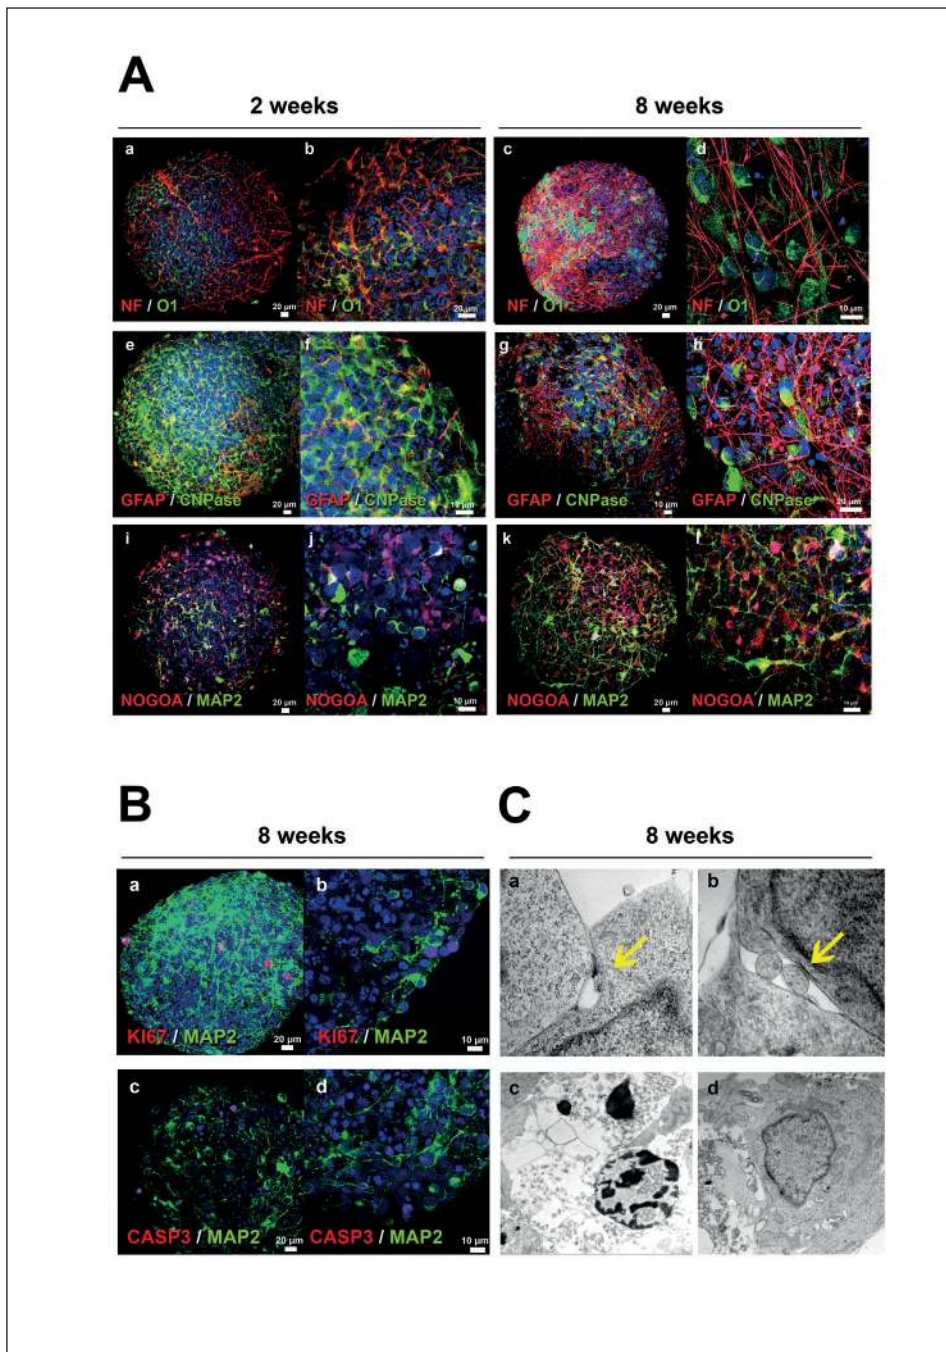 A
2 weeks 8 weeks
a b c d
NF / O1 20 µm NF / O1 20 µm NF / O1 20 µm NF / O1 10 µm
e f g h
GFAP / CNPase 20 µm GFAP / CNPase 10 µm GFAP / CNPase 10 µm GFAP / CNPase 20 µm
i j k l
NOGOA / MAP2 20 µm NOGOA / MAP2 10 µm NOGOA / MAP2 20 µm NOGOA / MAP2
B C
8 weeks 8 weeks
a b a b
KI67 / MAP2 20 µm KI67 / MAP2 10 µm
c d c d
CASP3 / MAP2 20 µm CASP3 / MAP2 10 µm